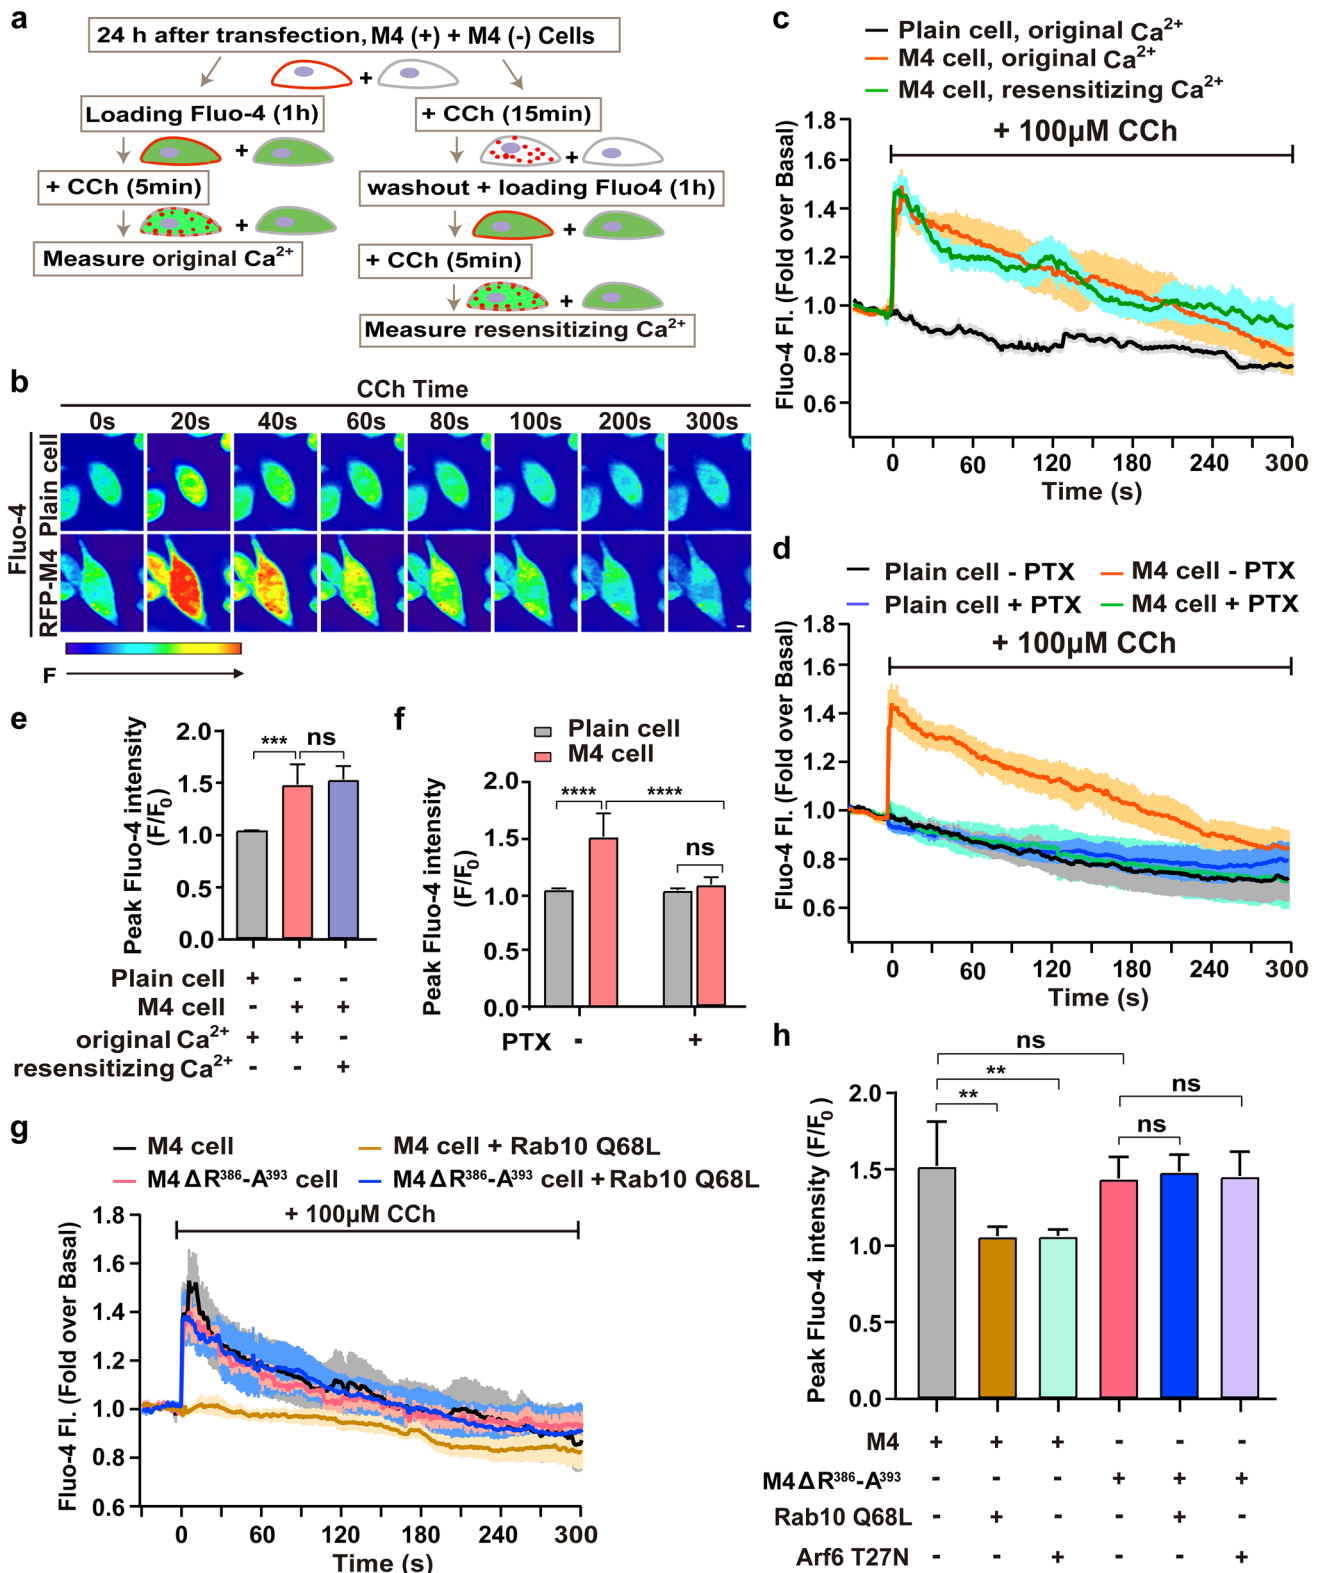 a
24 h after transfection, M4 (+) + M4 (-) Cells
+
Loading Fluo-4 (1h)
+ CCh (15min)
+
+
+ CCh (5min)
washout + loading Fluo4 (1h)
+
+
Measure original Ca²⁺
+ CCh (5min)
+
Measure resensitizing Ca²⁺
b
CCh Time
0s 20s 40s 60s 80s 100s 200s 300s
Fluo-4
Plain cell
RFP-M4
F
c
Plain cell, original Ca²⁺
M4 cell, original Ca²⁺
M4 cell, resensitizing Ca²⁺
+ 100μM CCh
Fluo-4 Fl. (Fold over Basal)
1.8
1.6
1.4
1.2
1.0
0.8
0.6
0 60 120 180 240 300
Time (s)
d
Plain cell - PTX
M4 cell - PTX
Plain cell + PTX
M4 cell + PTX
+ 100μM CCh
Fluo-4 Fl. (Fold over Basal)
1.8
1.6
1.4
1.2
1.0
0.8
0.6
0 60 120 180 240 300
Time (s)
e
Peak Fluo-4 intensity
(F/F₀)
2.0
1.5
1.0
0.5
0.0
*** ns
Plain cell + - -
M4 cell - + +
original Ca²⁺ + + -
resensitizing Ca²⁺ - - +
f
Plain cell
M4 cell
Peak Fluo-4 intensity
(F/F₀)
2.0
1.5
1.0
0.5
0.0
**** ****
ns
PTX - +
g
M4 cell
M4 cell + Rab10 Q68L
M4ΔR³⁸⁶-A³⁹³ cell
M4ΔR³⁸⁶-A³⁹³ cell + Rab10 Q68L
+ 100μM CCh
Fluo-4 Fl. (Fold over Basal)
1.8
1.6
1.4
1.2
1.0
0.8
0.6
0 60 120 180 240 300
Time (s)
h
Peak Fluo-4 intensity (F/F₀)
2.0
1.5
1.0
0.5
0.0
ns
**
**
ns
ns
M4 + + + - - -
M4ΔR³⁸⁶-A³⁹³ - - - + + +
Rab10 Q68L - + - - + -
Arf6 T27N - - + - - +